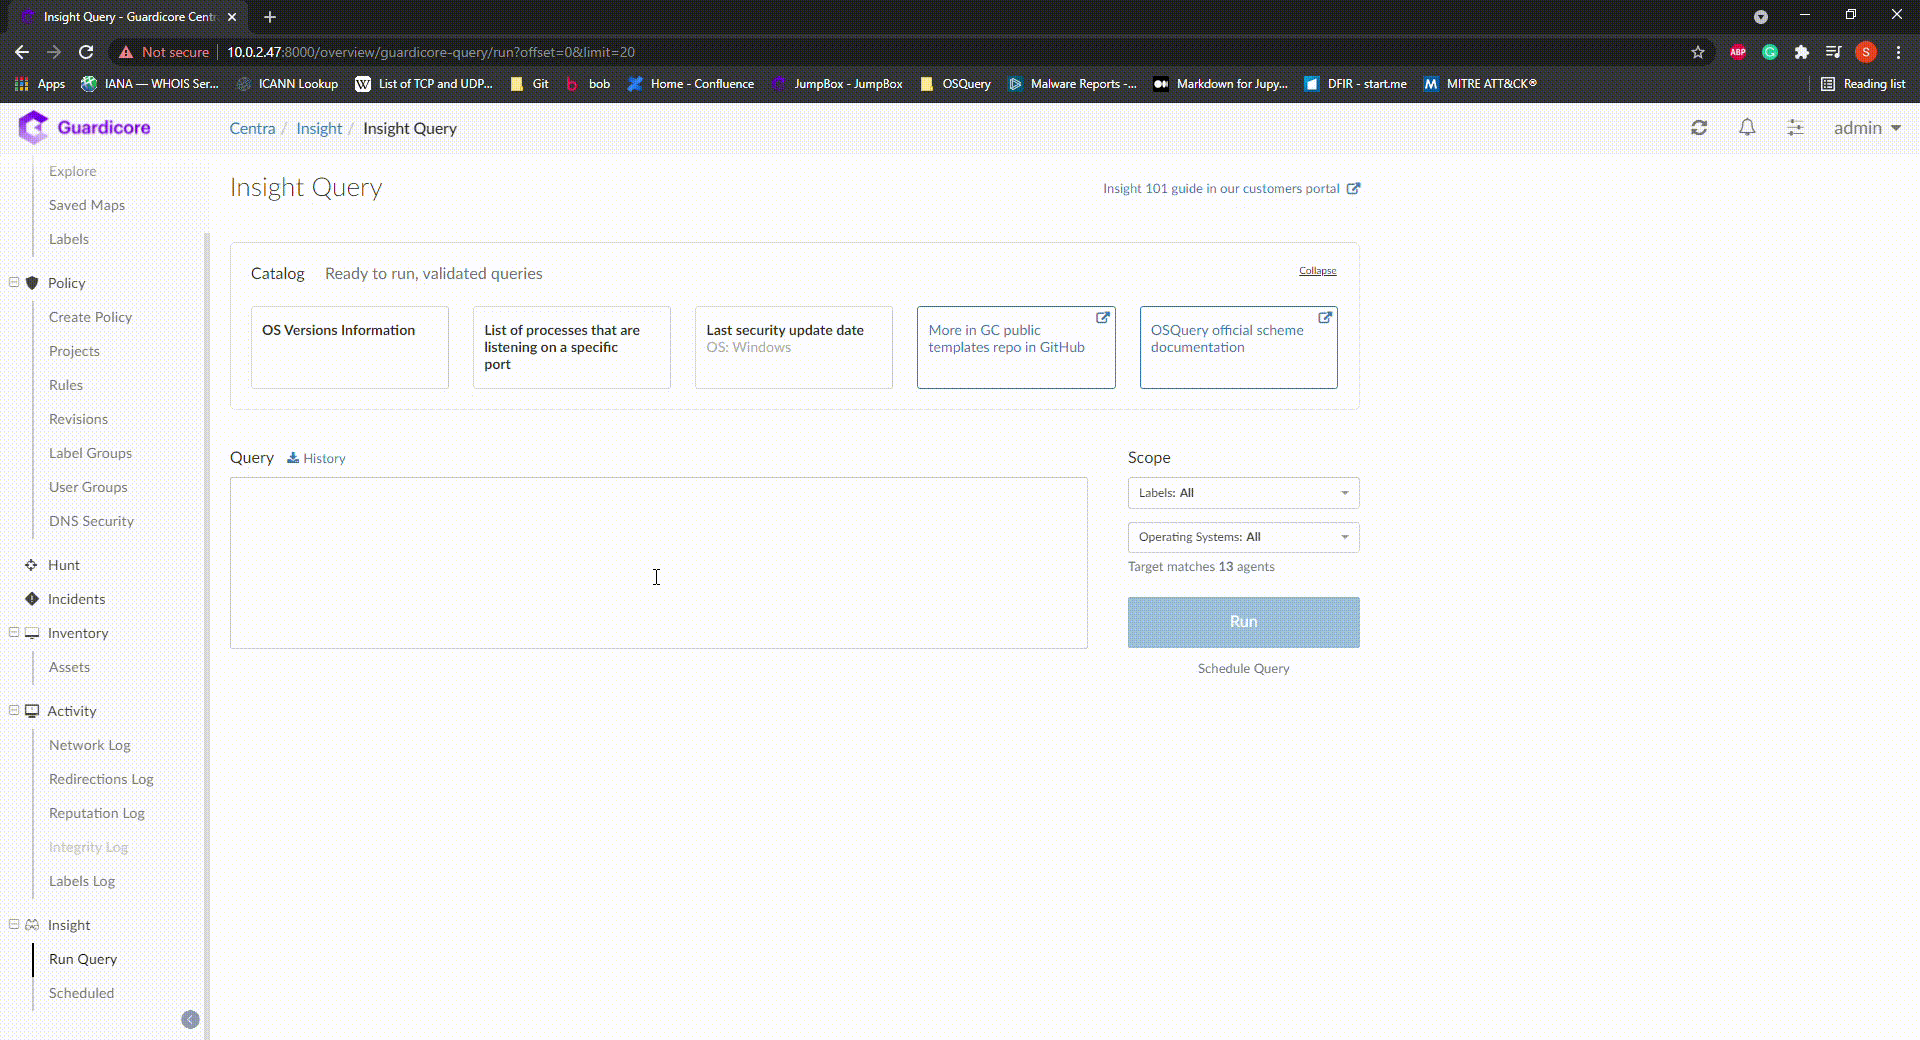 Insight Query - Guardicore Centr
Not secure
10.0.2.47:8000/overview/guardicore-query/run?offset=0&limit=20
ABP
S
Apps
IANA — WHOIS Ser...
ICANN Lookup
W
List of TCP and UDP...
Git
bob
Home - Confluence
JumpBox - JumpBox
OSQuery
Malware Reports -...
Markdown for Jupy...
DFIR - start.me
M
MITRE ATT&CK®
Reading list
Guardicore
Centra / Insight / Insight Query
admin
Explore
Saved Maps
Labels
Policy
Create Policy
Projects
Rules
Revisions
Label Groups
User Groups
DNS Security
Hunt
Incidents
Inventory
Assets
Activity
Network Log
Redirections Log
Reputation Log
Integrity Log
Labels Log
Insight
Run Query
Scheduled
Insight Query
Insight 101 guide in our customers portal
Catalog Ready to run, validated queries
Collapse
OS Versions Information
List of processes that are
listening on a specific
port
Last security update date
OS: Windows
More in GC public
templates repo in GitHub
OSQuery official scheme
documentation
Query
History
Scope
Labels: All
Operating Systems: All
Target matches 13 agents
Run
Schedule Query